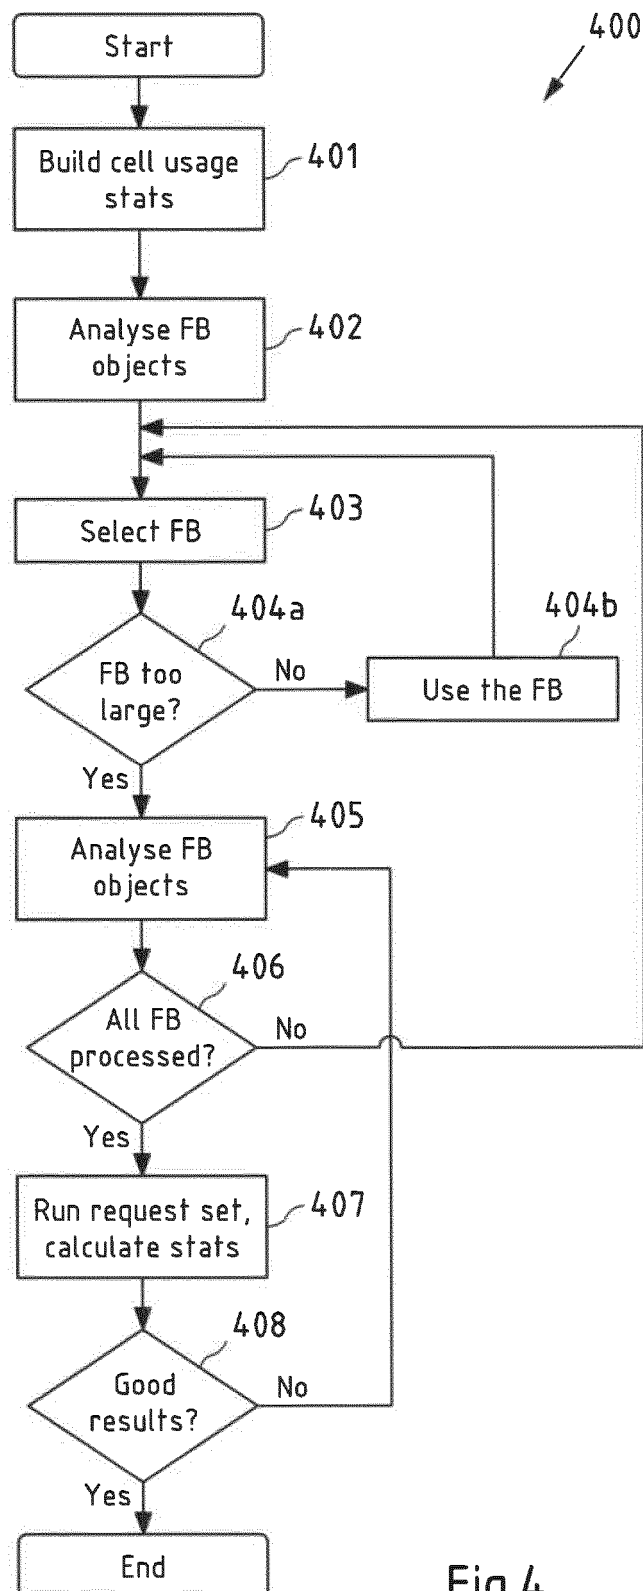 Start
400
Build cell usage
stats
401
Analyse FB
objects
402
Select FB
403
404a
404b
FB too
large?
No
Use the FB
Yes
405
Analyse FB
objects
406
All FB
processed?
No
Yes
Run request set,
calculate stats
407
408
Good
results?
No
Yes
End
Fig.4